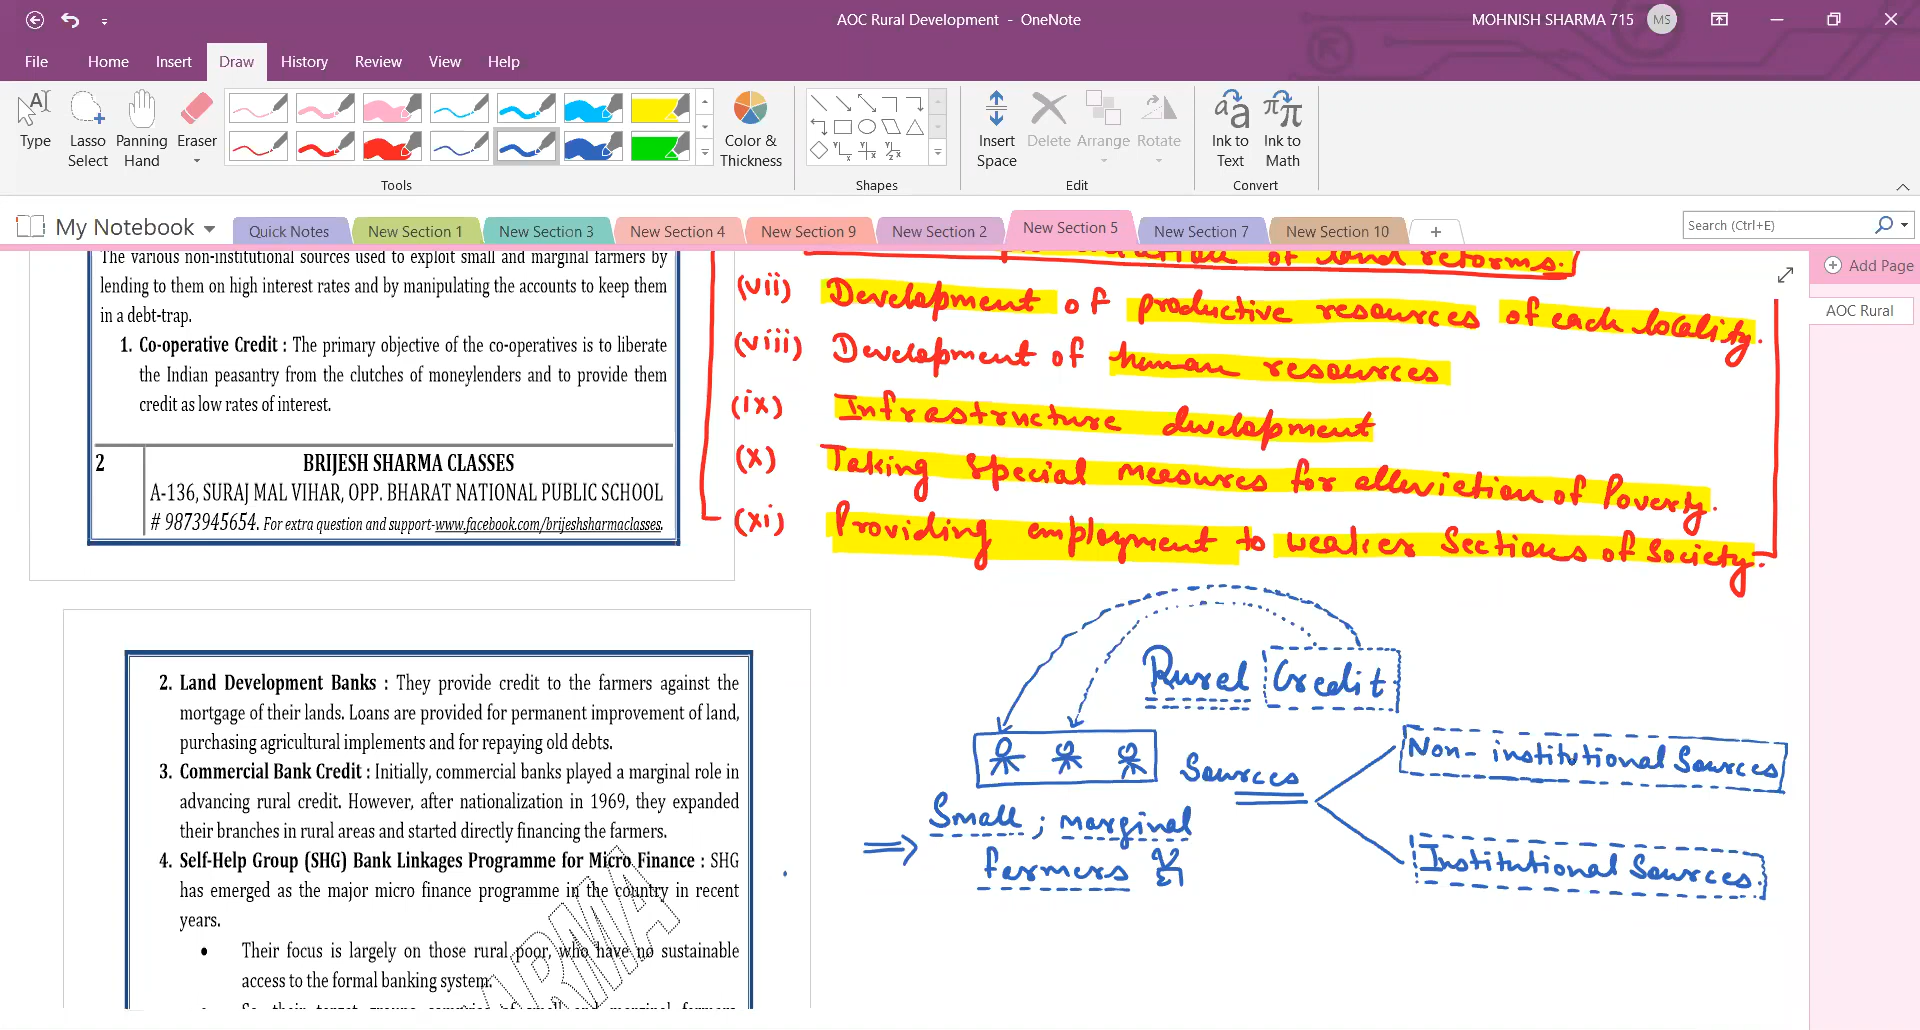 AOC Rural Development - OneNote
MOHNISH SHARMA 715
MS
File
Home
Insert
Draw
History
Review
View
Help
Type
Lasso
Select
Panning
Hand
Eraser
Color &
Thickness
Insert
Space
Delete
Arrange
Rotate
Ink to
Text
Ink to
Math
Tools
Shapes
Edit
Convert
My Notebook
Quick Notes
New Section 1
New Section 3
New Section 4
New Section 9
New Section 2
New Section 5
New Section 7
New Section 10
Search (Ctrl+E)
Add Page
AOC Rural
The various non-institutional sources used to exploit small and marginal farmers by
lending to them on high interest rates and by manipulating the accounts to keep them
in a debt-trap.
1. Co-operative Credit : The primary objective of the co-operatives is to liberate
the Indian peasantry from the clutches of moneylenders and to provide them
credit as low rates of interest.
2
BRIJESH SHARMA CLASSES
A-136, SURAJ MAL VIHAR, OPP. BHARAT NATIONAL PUBLIC SCHOOL
# 9873945654. For extra question and support-www.facebook.com/brijeshsharmaclasses.
2. Land Development Banks : They provide credit to the farmers against the
mortgage of their lands. Loans are provided for permanent improvement of land,
purchasing agricultural implements and for repaying old debts.
3. Commercial Bank Credit : Initially, commercial banks played a marginal role in
advancing rural credit. However, after nationalization in 1969, they expanded
their branches in rural areas and started directly financing the farmers.
4. Self-Help Group (SHG) Bank Linkages Programme for Micro Finance : SHG
has emerged as the major micro finance programme in the country in recent
years.
• Their focus is largely on those rural poor, who have no sustainable
access to the formal banking system.
of land reforms.
(vii) Development of productive resources of each locality.
(viii) Development of human resources
(ix) Infrastructure development
(x) Taking special measures for alleviation of Poverty.
(xi) Providing employment to weaker sections of society.
Rural Credit
Sources
Non-institutional Sources
Small ; marginal
farmers
Institutional Sources.